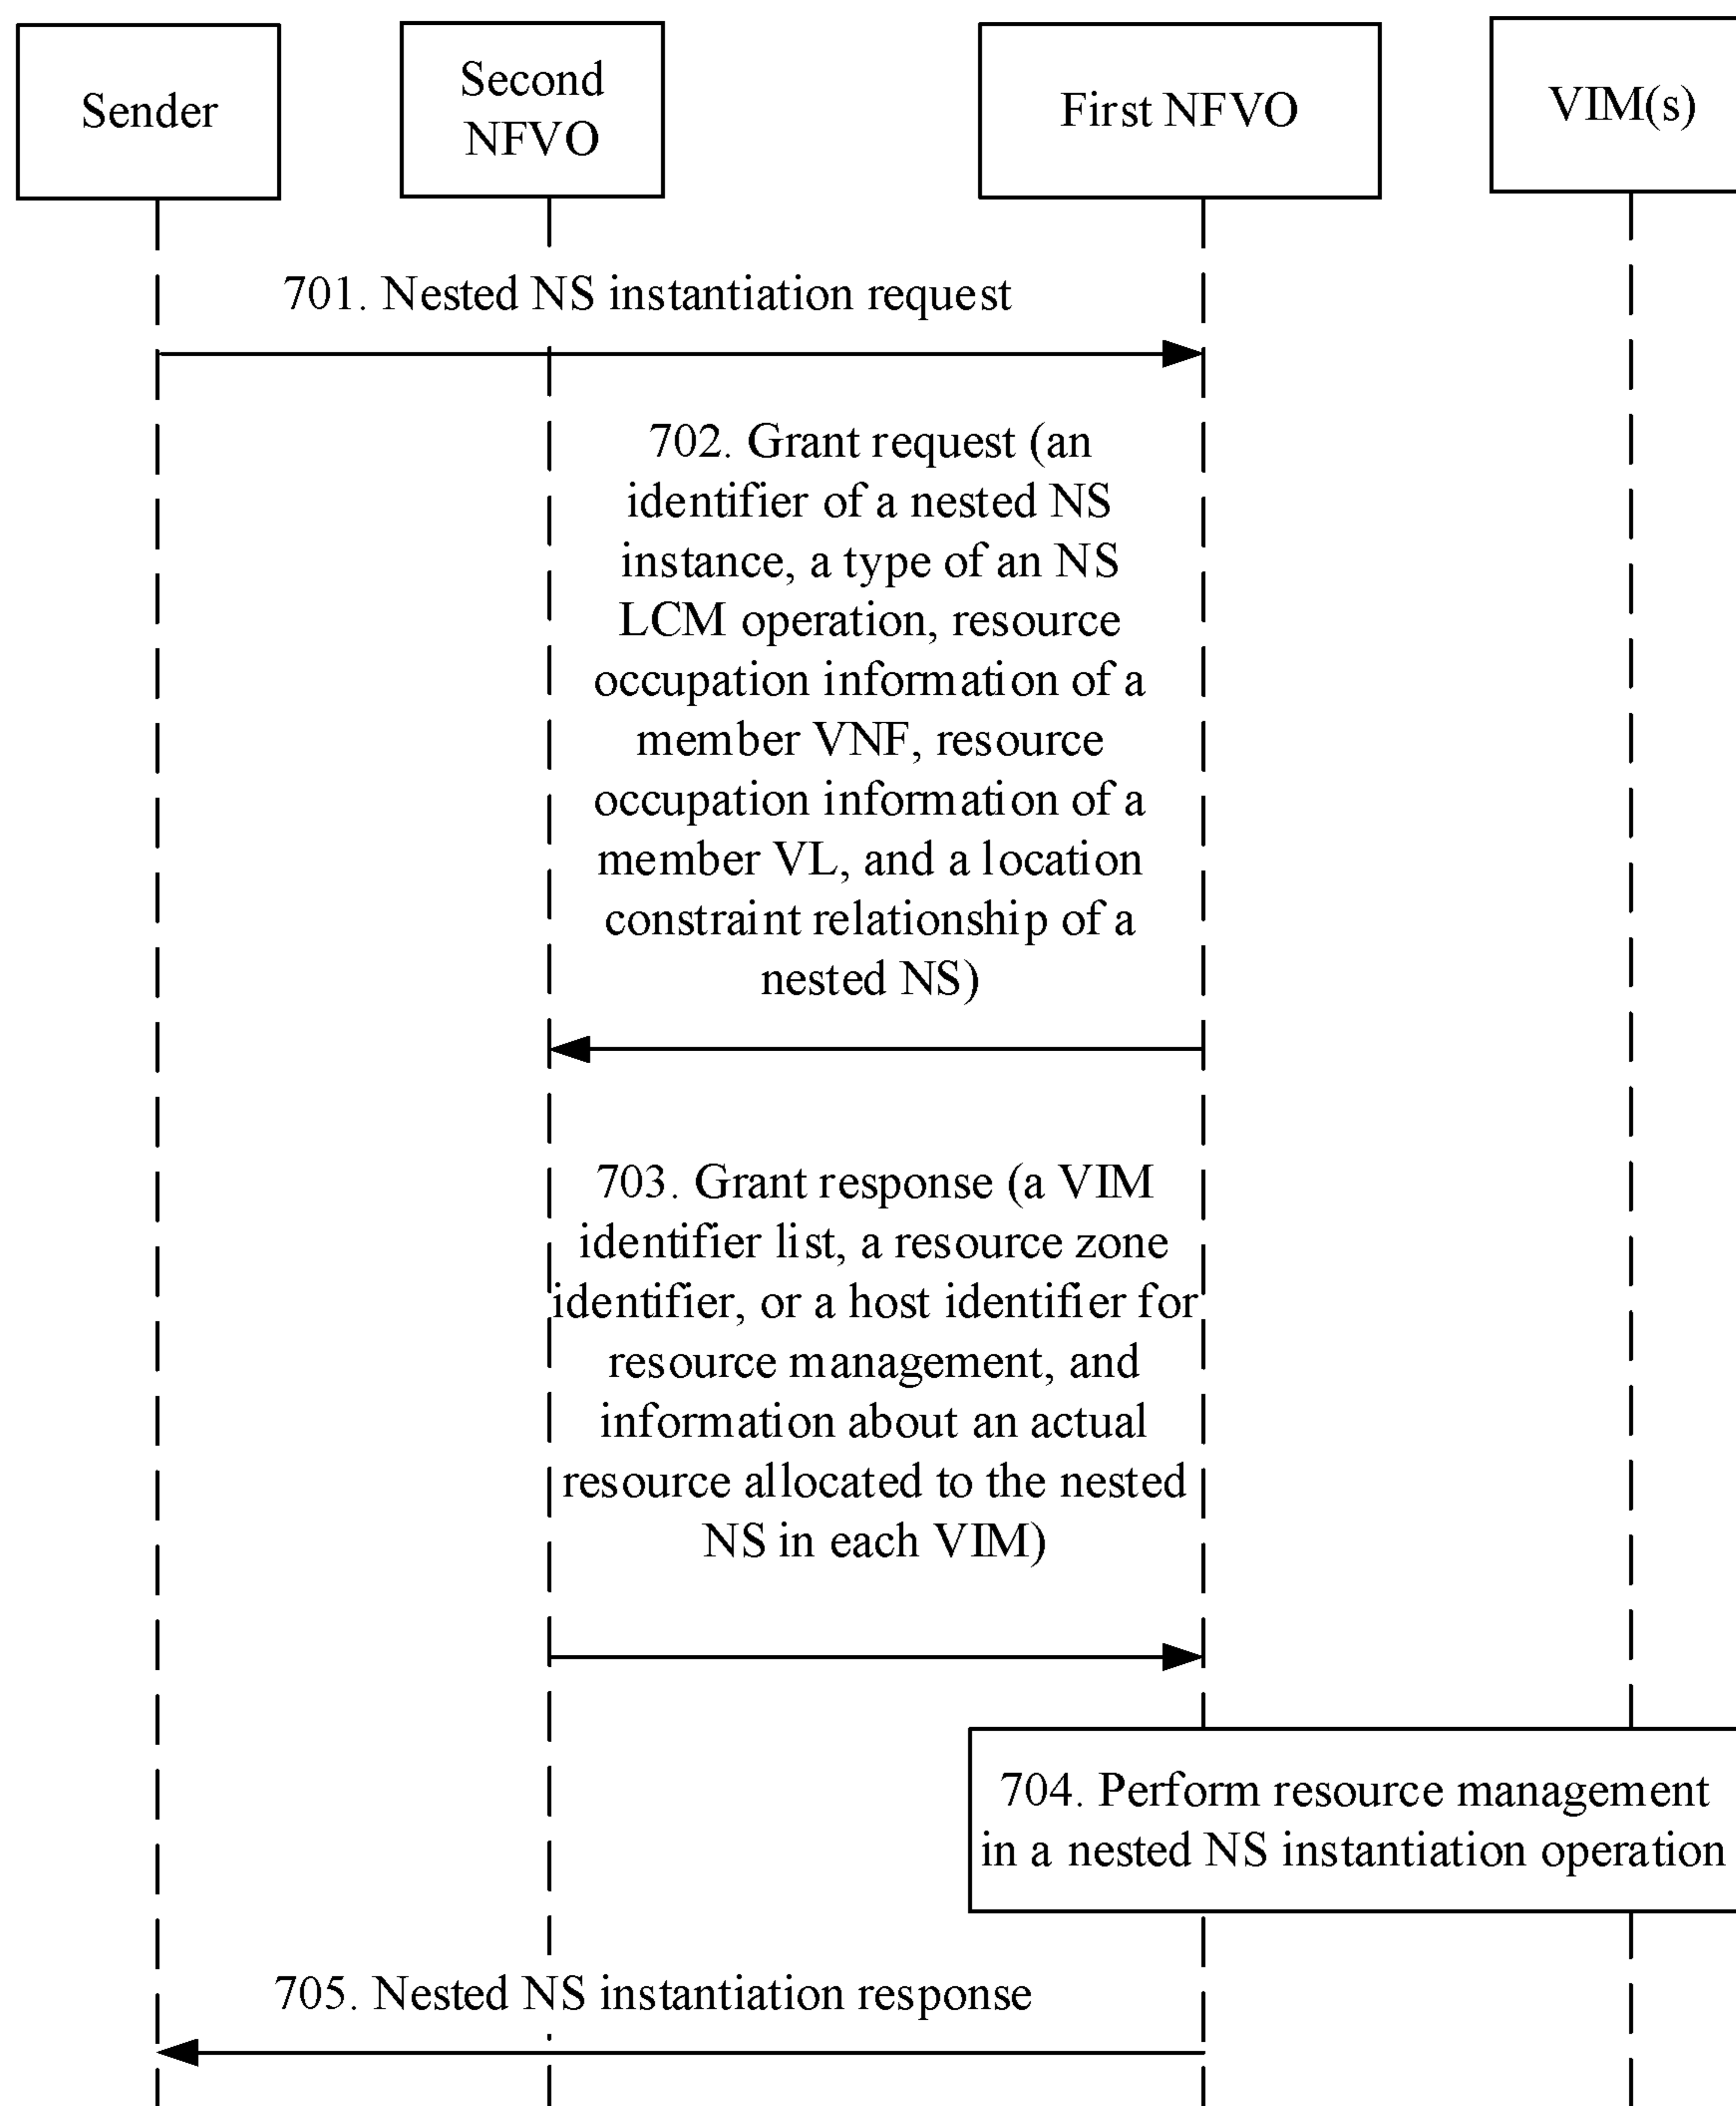 Sender
Second
NFVO
First NFVO
VIM(s)
701. Nested NS instantiation request
702. Grant request (an
identifier of a nested NS
instance, a type of an NS
LCM operation, resource
occupation information of a
member VNF, resource
occupation information of a
member VL, and a location
constraint relationship of a
nested NS)
703. Grant response (a VIM
identifier list, a resource zone
identifier, or a host identifier for
resource management, and
information about an actual
resource allocated to the nested
NS in each VIM)
704. Perform resource management
in a nested NS instantiation operation
705. Nested NS instantiation response